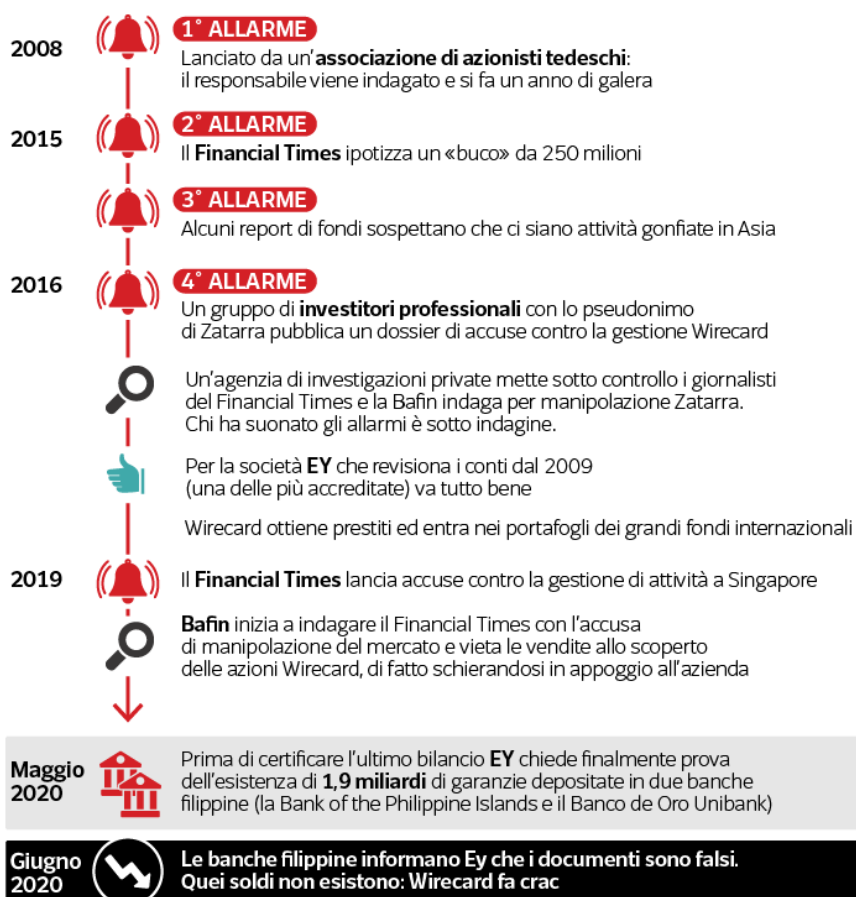 2008
1° ALLARME
Lanciato da un'associazione di azionisti tedeschi:
il responsabile viene indagato e si fa un anno di galera
2015
2° ALLARME
Il Financial Times ipotizza un «buco» da 250 milioni
3° ALLARME
Alcuni report di fondi sospettano che ci siano attività gonfiate in Asia
2016
4° ALLARME
Un gruppo di investitori professionali con lo pseudonimo
di Zatarra pubblica un dossier di accuse contro la gestione Wirecard
Un'agenzia di investigazioni private mette sotto controllo i giornalisti
del Financial Times e la Bafin indaga per manipolazione Zatarra.
Chi ha suonato gli allarmi è sotto indagine.
Per la società EY che revisiona i conti dal 2009
(una delle più accreditate) va tutto bene
Wirecard ottiene prestiti ed entra nei portafogli dei grandi fondi internazionali
2019
Il Financial Times lancia accuse contro la gestione di attività a Singapore
Bafin inizia a indagare il Financial Times con l'accusa
di manipolazione del mercato e vieta le vendite allo scoperto
delle azioni Wirecard, di fatto schierandosi in appoggio all'azienda
Maggio
2020
Prima di certificare l'ultimo bilancio EY chiede finalmente prova
dell'esistenza di 1,9 miliardi di garanzie depositate in due banche
filippine (la Bank of the Philippine Islands e il Banco de Oro Unibank)
Giugno
2020
Le banche filippine informano Ey che i documenti sono falsi.
Quei soldi non esistono: Wirecard fa crac